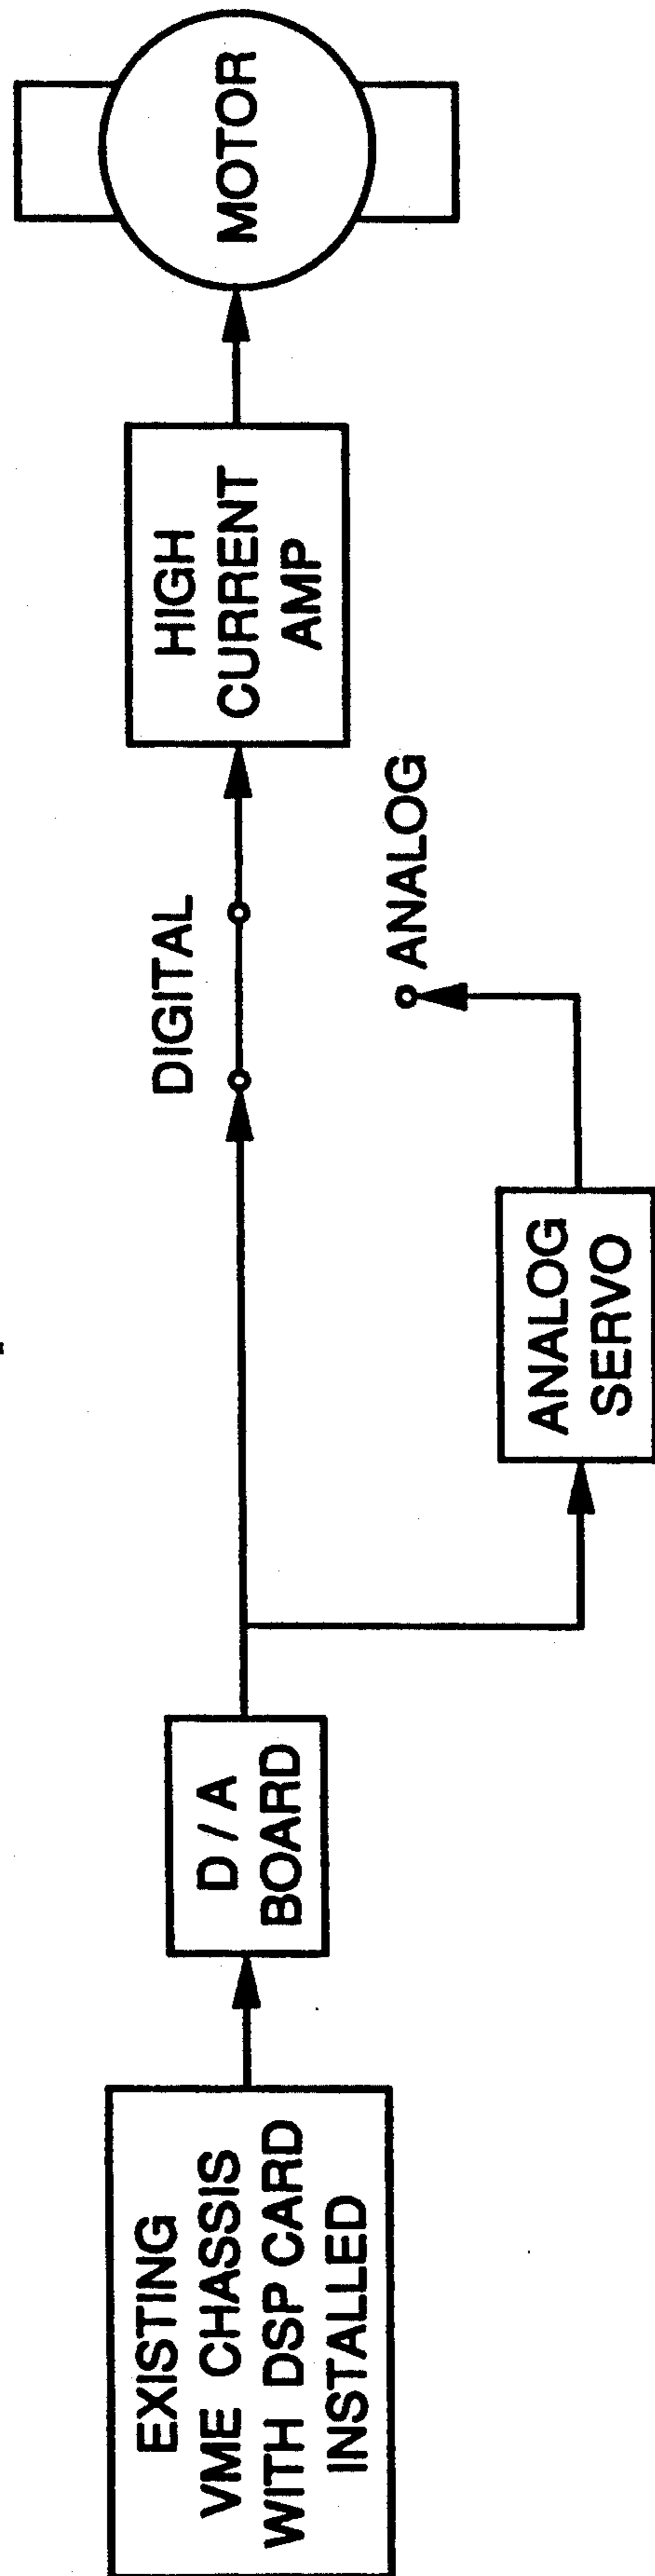 EXISTING
VME CHASSIS
WITH DSP CARD
INSTALLED
D / A
BOARD
DIGITAL
ANALOG
ANALOG
SERVO
HIGH
CURRENT
AMP
MOTOR